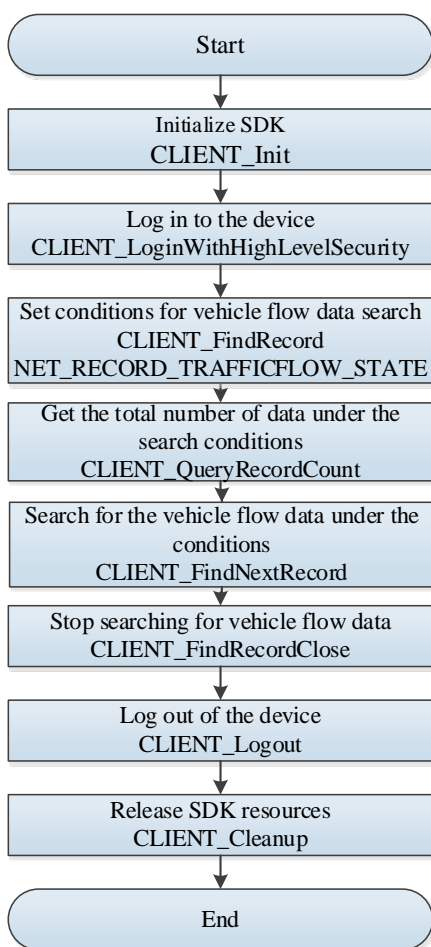 Start
Initialize SDK
CLIENT_Init
Log in to the device
CLIENT_LoginWithHighLevelSecurity
Set conditions for vehicle flow data search
CLIENT_FindRecord
NET_RECORD_TRAFFICFLOW_STATE
Get the total number of data under the
search conditions
CLIENT_QueryRecordCount
Search for the vehicle flow data under the
conditions
CLIENT_FindNextRecord
Stop searching for vehicle flow data
CLIENT_FindRecordClose
Log out of the device
CLIENT_Logout
Release SDK resources
CLIENT_Cleanup
End